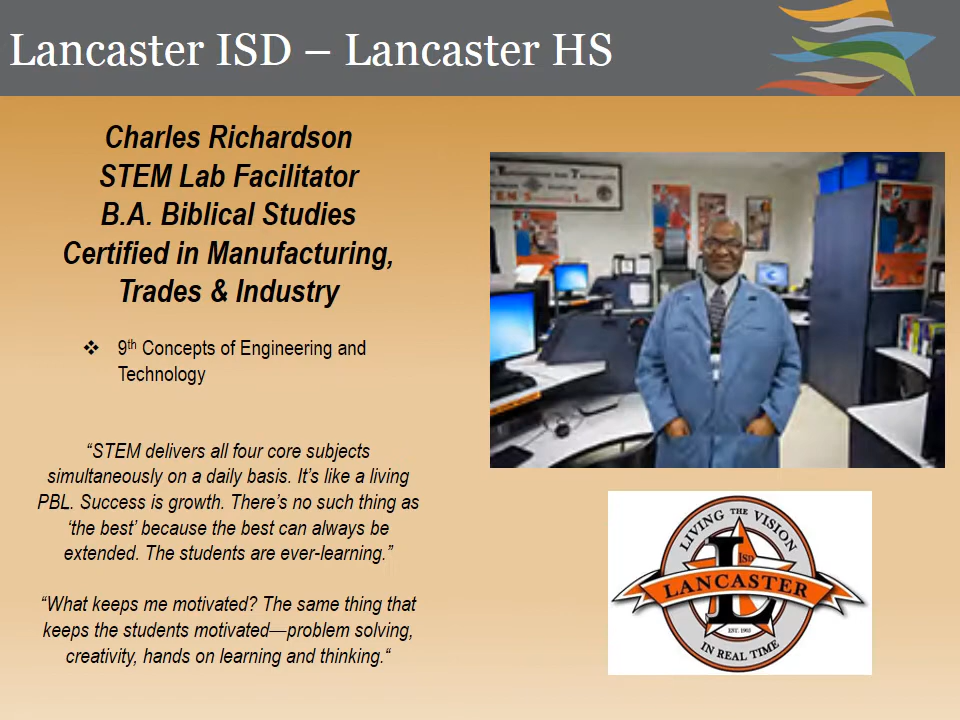 Lancaster ISD – Lancaster HS
Charles Richardson
STEM Lab Facilitator
B.A. Biblical Studies
Certified in Manufacturing,
Trades & Industry
❖ 9th Concepts of Engineering and
Technology
“STEM delivers all four core subjects
simultaneously on a daily basis. It’s like a living
PBL. Success is growth. There’s no such thing as
‘the best’ because the best can always be
extended. The students are ever-learning.”
“What keeps me motivated? The same thing that
keeps the students motivated—problem solving,
creativity, hands on learning and thinking.“
LIVING THE VISION
L
ISD
LANCASTER
EST. 1905
IN REAL TIME